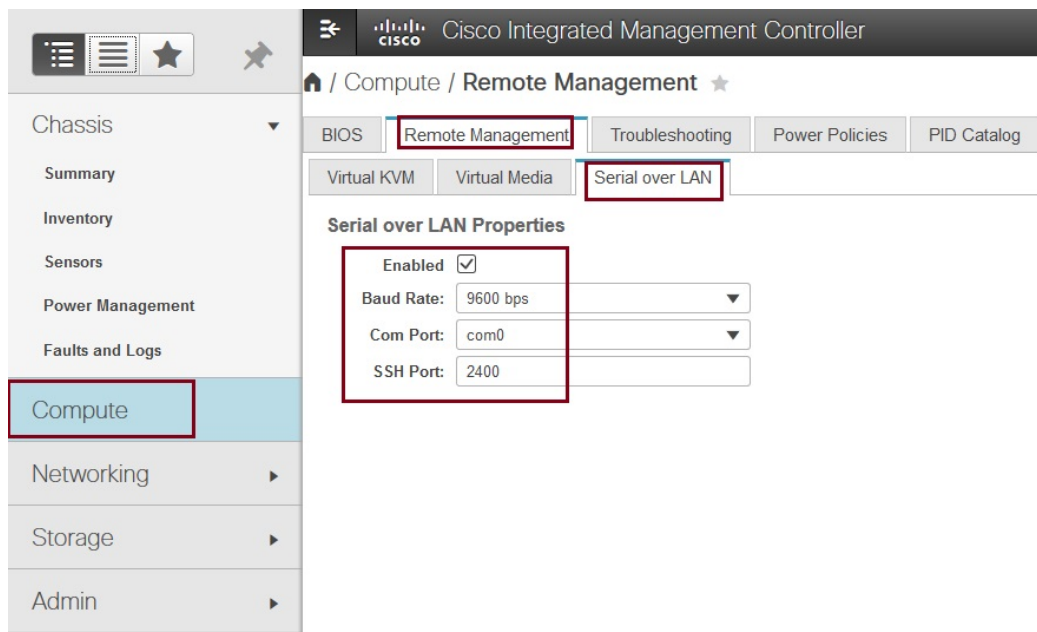 CISCO Cisco Integrated Management Controller
/ Compute / Remote Management
Chassis
Summary
Inventory
Sensors
Power Management
Faults and Logs
Compute
Networking
Storage
Admin
BIOS Remote Management Troubleshooting Power Policies PID Catalog
Virtual KVM Virtual Media Serial over LAN
Serial over LAN Properties
Enabled
Baud Rate: 9600 bps
Com Port: com0
SSH Port: 2400